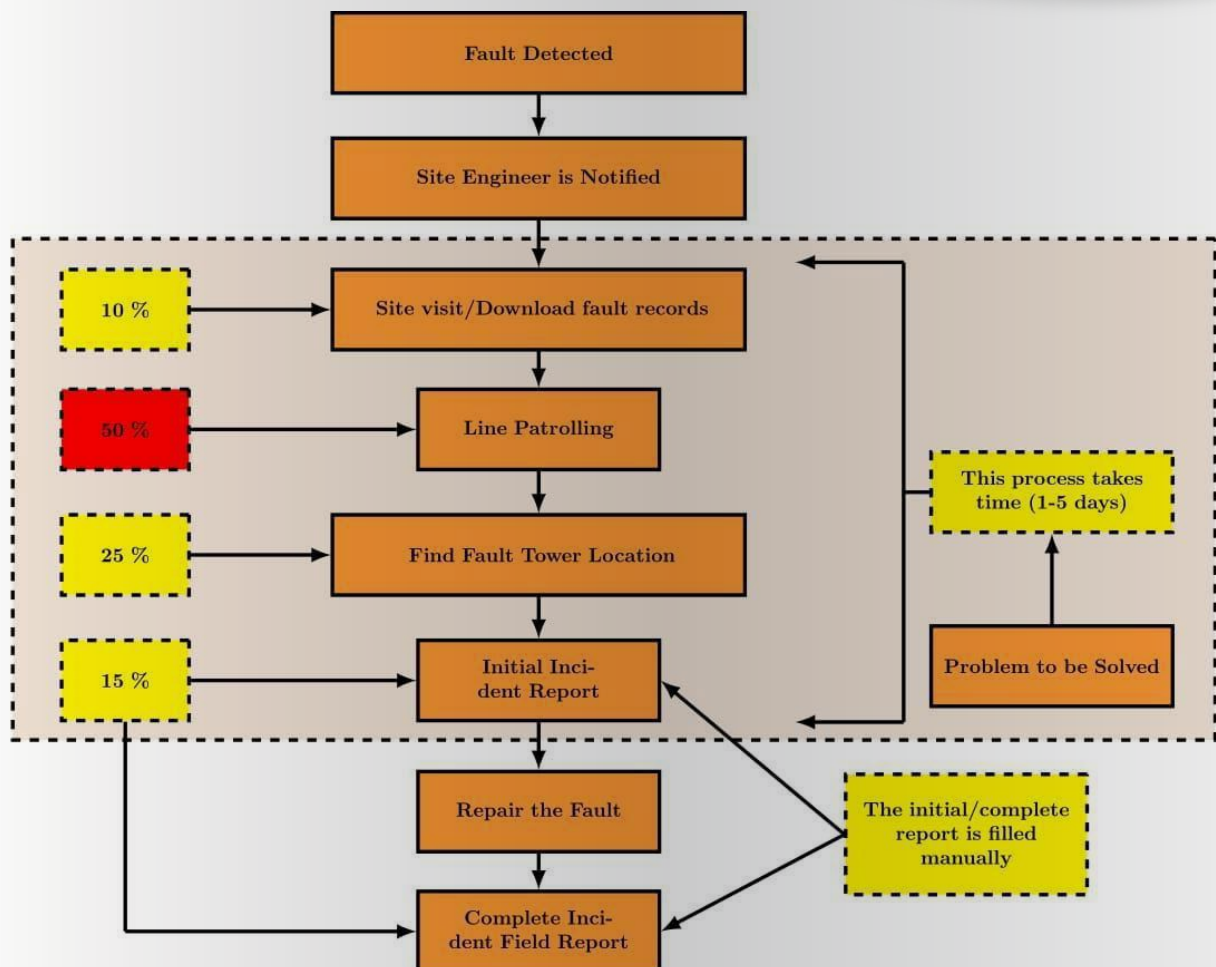 Fault Detected
Site Engineer is Notified
10 %
Site visit/Download fault records
50 %
Line Patrolling
This process takes
time (1-5 days)
25 %
Find Fault Tower Location
15 %
Initial Inci-
dent Report
Problem to be Solved
Repair the Fault
The initial/complete
report is filled
manually
Complete Inci-
dent Field Report